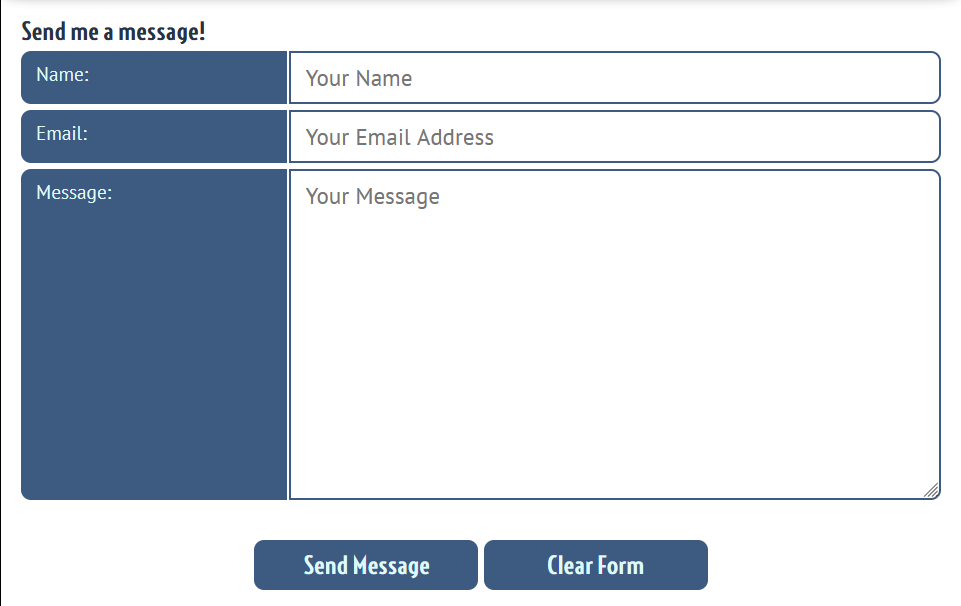 Send me a message!
Name:
Your Name
Email:
Your Email Address
Message:
Your Message
Send Message
Clear Form